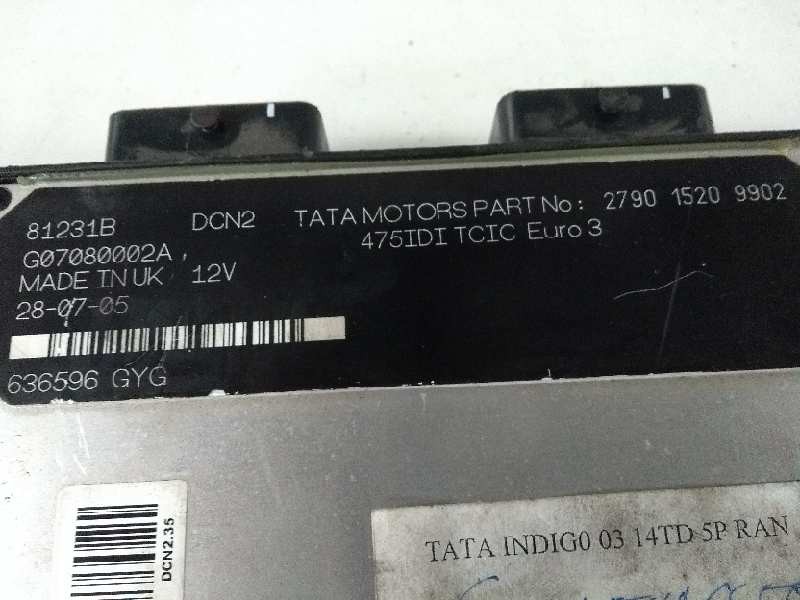 81231B DCN2 TATA MOTORS PART No: 2790 1520 9902
G07080002A, 475IDI TCIC Euro 3
MADE IN UK 12V
28-07-05
636596 GYG
DCN2.35
TATA INDIG0 03 14TD 5P RAN